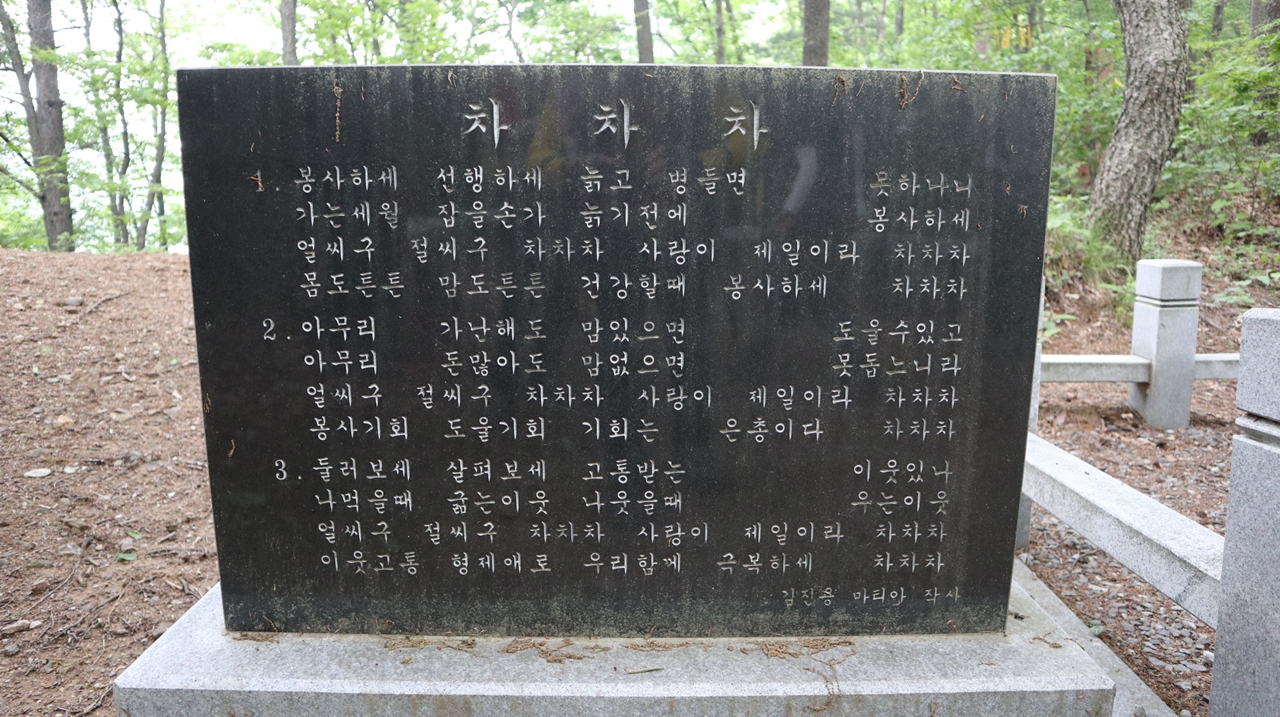 차 차 차
1. 봉사하세 선행하세 늙고 병들면 못하나니
가는세월 잡을손가 늙기전에 봉사하세
얼씨구 절씨구 차차차 사랑이 제일이라 차차차
몸도튼튼 맘도튼튼 건강할때 봉사하세 차차차
2. 아무리 가난해도 맘있으면 도울수있고
아무리 돈많아도 맘없으면 못돕느니라
얼씨구 절씨구 차차차 사랑이 제일이라 차차차
봉사기회 도울기회 기회는 은총이다 차차차
3. 둘러보세 살펴보세 고통받는 이웃있나
나먹을때 굶는이웃 나웃을때 우는이웃
얼씨구 절씨구 차차차 사랑이 제일이라 차차차
이웃고통 형제애로 우리함께 극복하세 차차차
김진용 마티아 작사